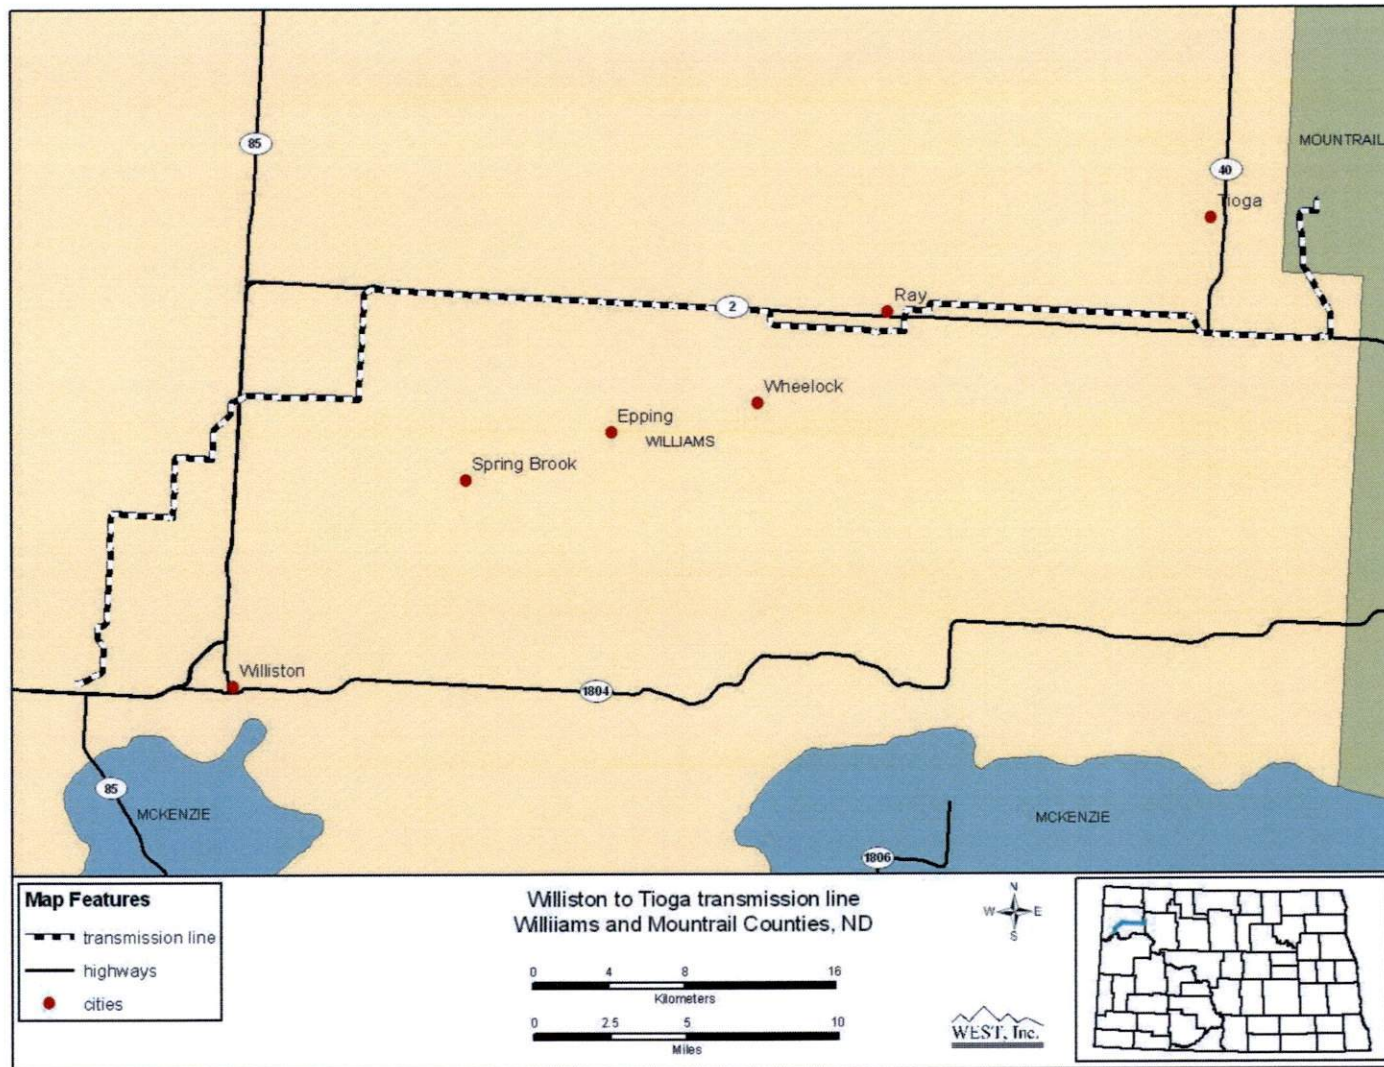 85
MOUNTRAIL
40
Tioga
2
Ray
Wheelock
Epping
WILLIAMS
Spring Brook
Williston
1804
85
MCKENZIE
MCKENZIE
1806
Map Features
transmission line
highways
cities
Williston to Tioga transmission line
Williiams and Mountrail Counties, ND
0 4 8 16
Kilometers
0 2.5 5 10
Miles
N
W E
S
WEST, Inc.